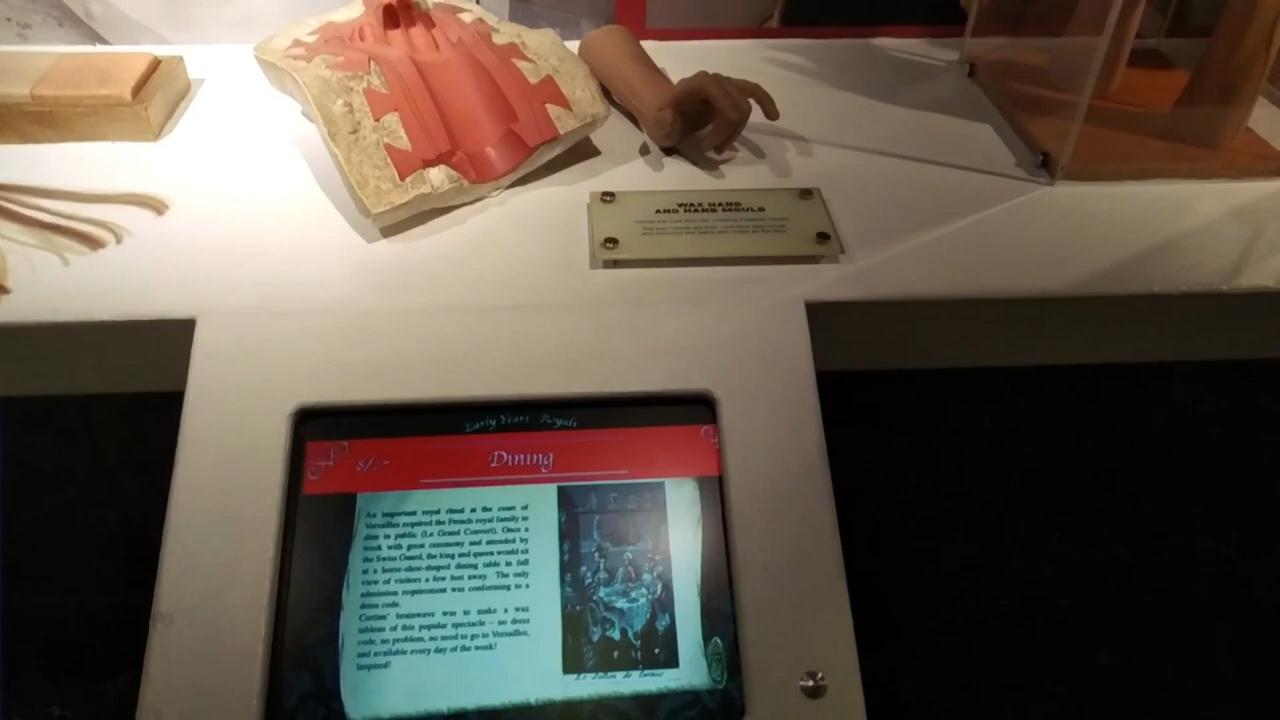 WAX HAND
AND HAND MOULD
Early Years Royals
Dining
An important royal ritual at the court of
Versailles required the French royal family to
dine in public (Le Grand Couvert). Once a
week with great ceremony and attended by
the Swiss Guard, the king and queen would sit
at a horse-shoe-shaped dining table in full
view of visitors a few feet away. The only
admission requirement was conforming to a
dress code.
Curtius' brainwave was to make a wax
tableau of this popular spectacle – no dress
code, no problem, no need to go to Versailles,
and available every day of the week!
Inspired!